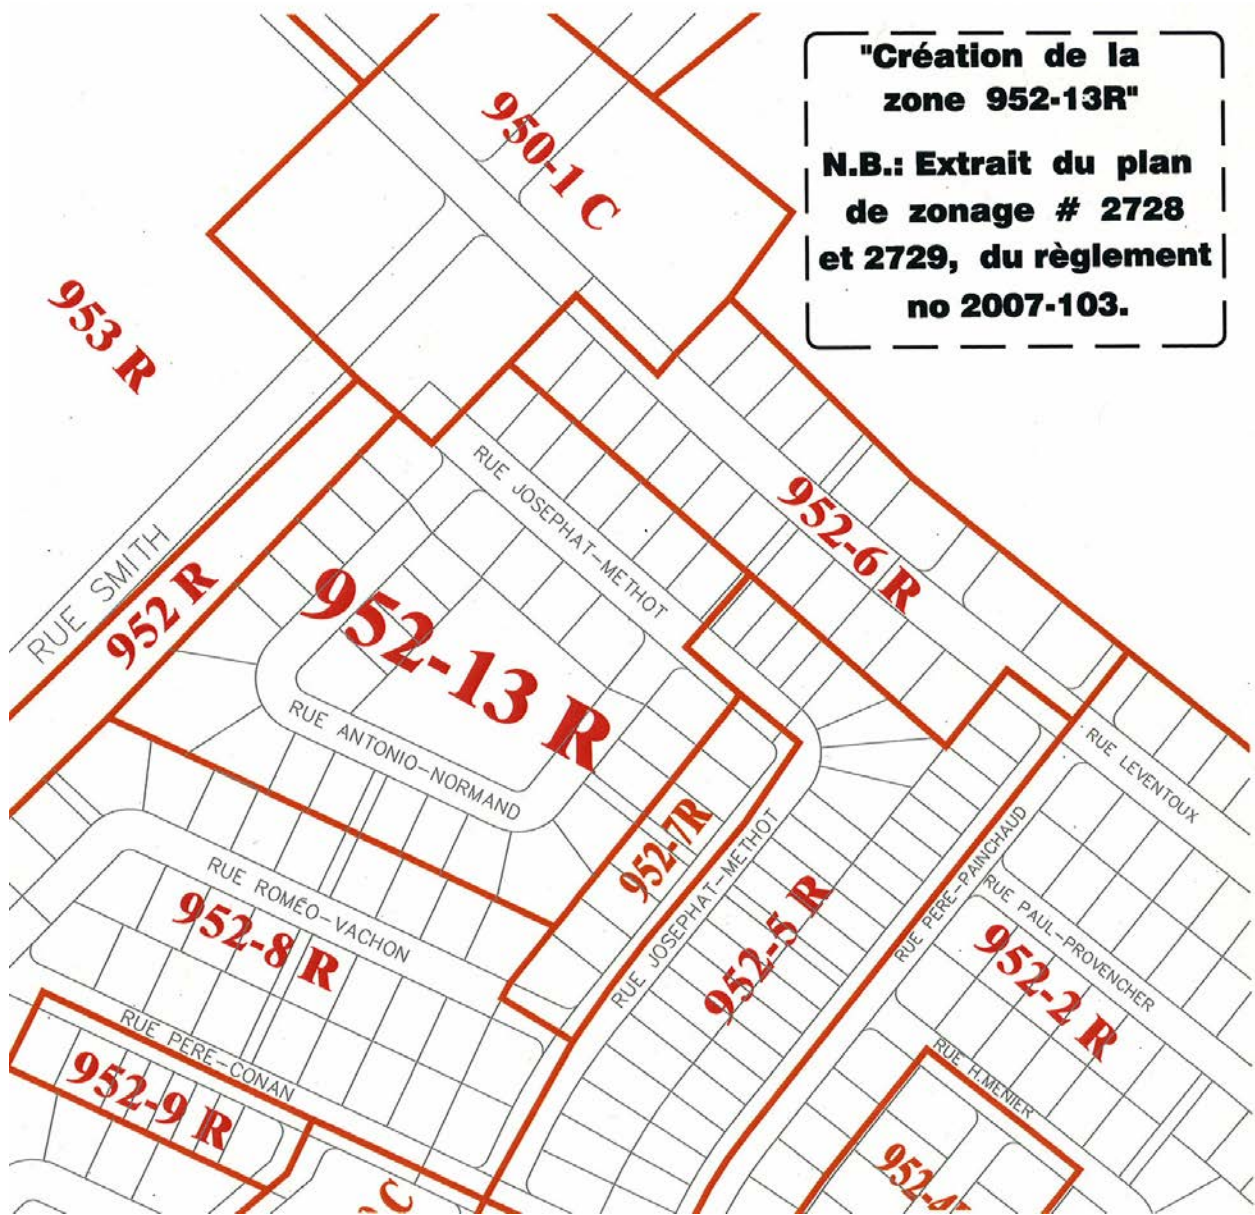 "Création de la
zone 952-13R"
N.B.: Extrait du plan
de zonage # 2728
et 2729, du règlement
no 2007-103.
950-1 C
953 R
RUE SMITH
952 R
RUE JOSEPHAT-METHOT
952-6 R
952-13 R
RUE ANTONIO-NORMAND
RUE LEVENTOUX
952-7R
RUE JOSEPHAT-METHOT
RUE ROMÉO-VACHON
952-8 R
952-5 R
RUE PERE-PAINCHAUD
RUE PAUL-PROVENCHER
952-2 R
RUE PERE-CONAN
952-9 R
RUE H.MENIER
952-4
C